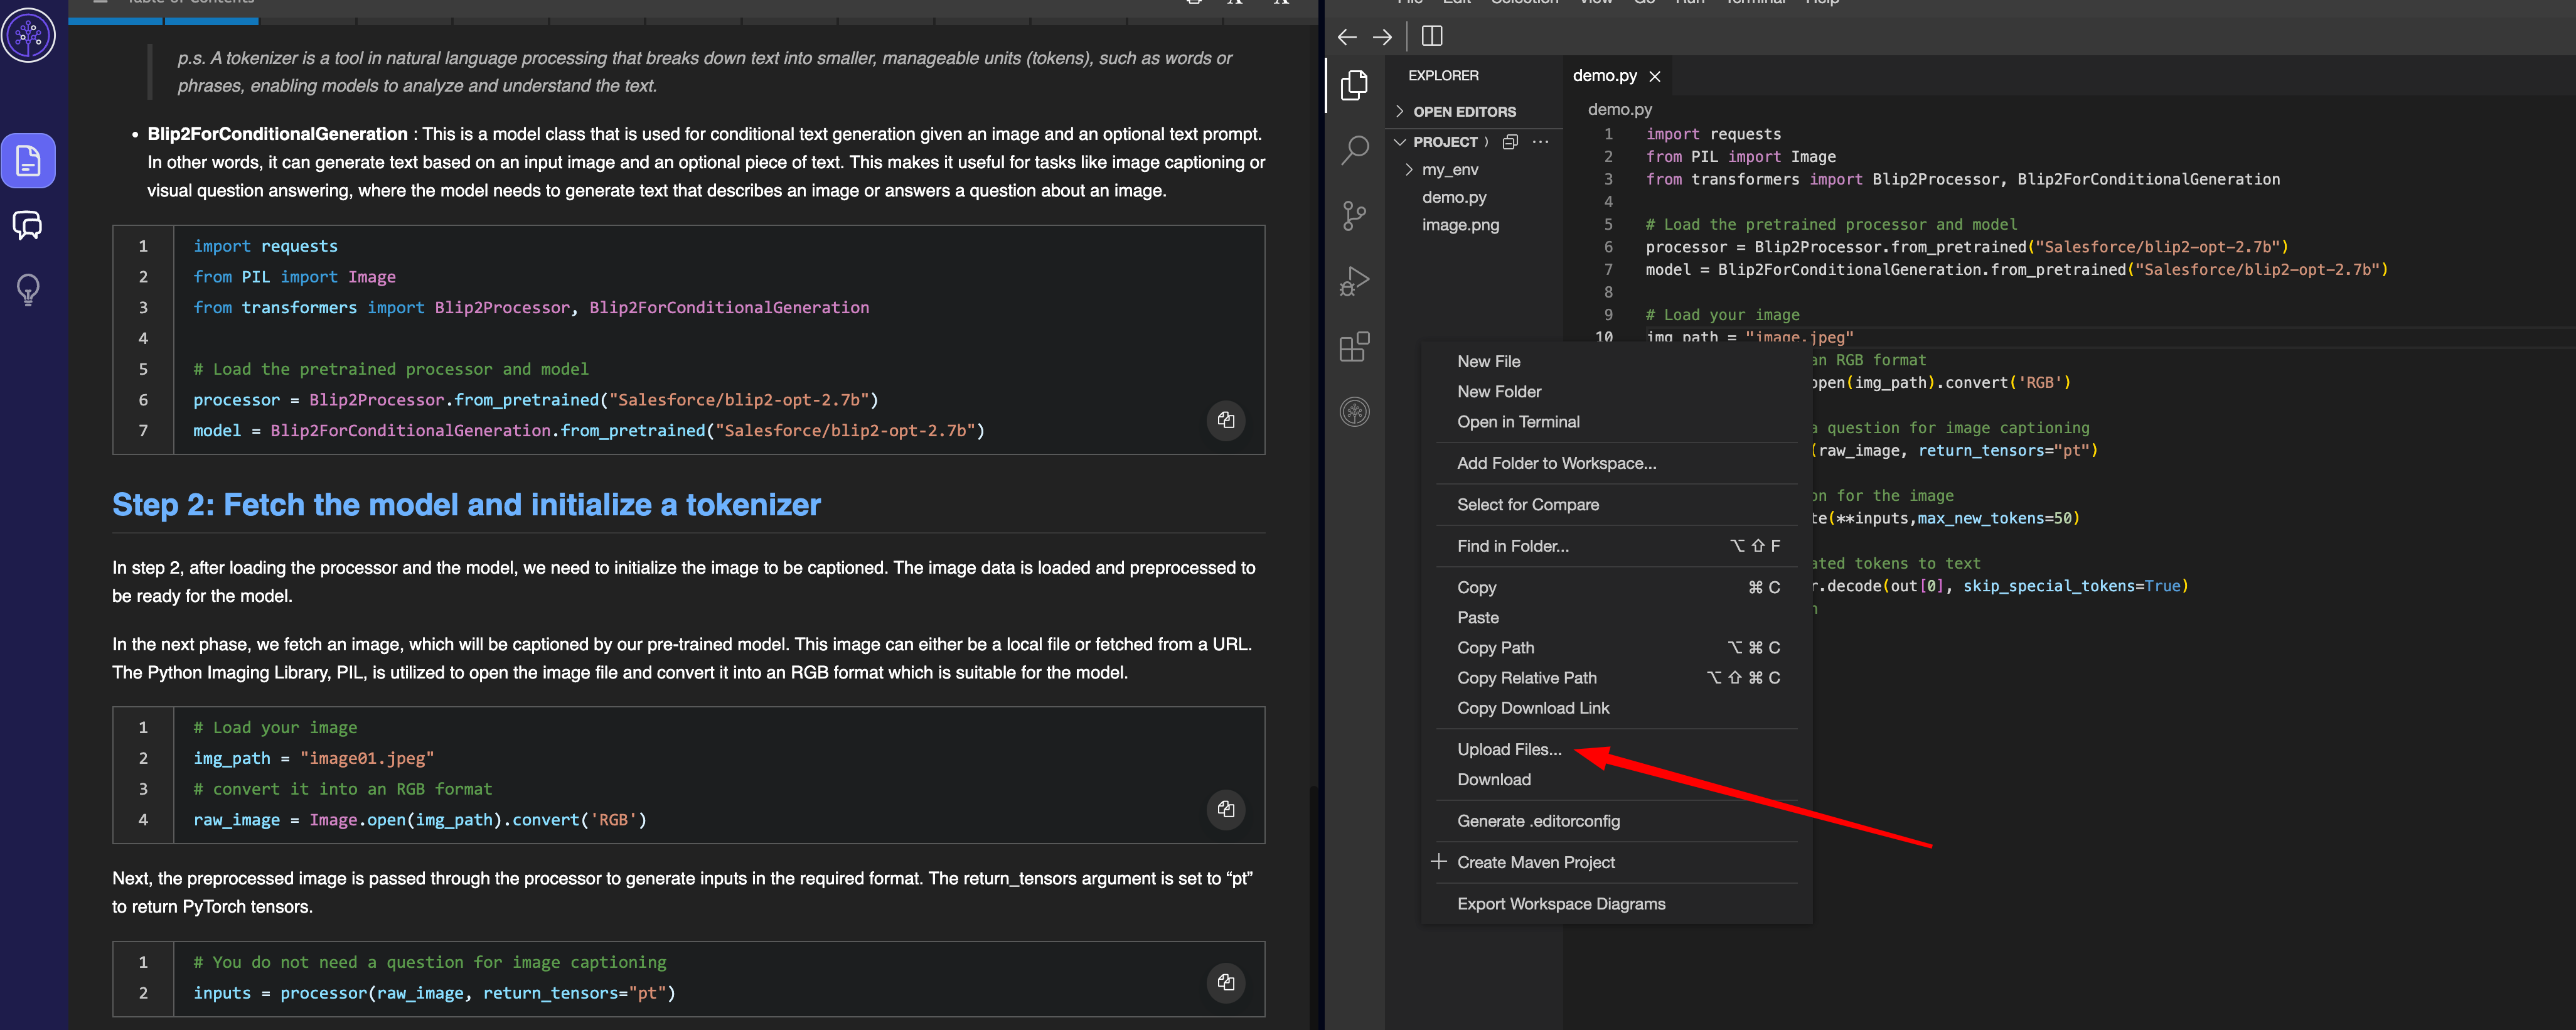 Table of Contents
p.s. A tokenizer is a tool in natural language processing that breaks down text into smaller, manageable units (tokens), such as words or
phrases, enabling models to analyze and understand the text.
• Blip2ForConditionalGeneration : This is a model class that is used for conditional text generation given an image and an optional text prompt.
In other words, it can generate text based on an input image and an optional piece of text. This makes it useful for tasks like image captioning or
visual question answering, where the model needs to generate text that describes an image or answers a question about an image.
1 import requests
2 from PIL import Image
3 from transformers import Blip2Processor, Blip2ForConditionalGeneration
4
5 # Load the pretrained processor and model
6 processor = Blip2Processor.from_pretrained("Salesforce/blip2-opt-2.7b")
7 model = Blip2ForConditionalGeneration.from_pretrained("Salesforce/blip2-opt-2.7b")
Step 2: Fetch the model and initialize a tokenizer
In step 2, after loading the processor and the model, we need to initialize the image to be captioned. The image data is loaded and preprocessed to
be ready for the model.
In the next phase, we fetch an image, which will be captioned by our pre-trained model. This image can either be a local file or fetched from a URL.
The Python Imaging Library, PIL, is utilized to open the image file and convert it into an RGB format which is suitable for the model.
1 # Load your image
2 img_path = "image01.jpeg"
3 # convert it into an RGB format
4 raw_image = Image.open(img_path).convert('RGB')
Next, the preprocessed image is passed through the processor to generate inputs in the required format. The return_tensors argument is set to “pt”
to return PyTorch tensors.
1 # You do not need a question for image captioning
2 inputs = processor(raw_image, return_tensors="pt")
File Edit Selection View Go Run Terminal Help
EXPLORER
OPEN EDITORS
PROJECT
my_env
demo.py
image.png
demo.py
demo.py
1 import requests
2 from PIL import Image
3 from transformers import Blip2Processor, Blip2ForConditionalGeneration
4
5 # Load the pretrained processor and model
6 processor = Blip2Processor.from_pretrained("Salesforce/blip2-opt-2.7b")
7 model = Blip2ForConditionalGeneration.from_pretrained("Salesforce/blip2-opt-2.7b")
8
9 # Load your image
10 img_path = "image.jpeg"
an RGB format
open(img_path).convert('RGB')
a question for image captioning
(raw_image, return_tensors="pt")
on for the image
te(**inputs,max_new_tokens=50)
ated tokens to text
r.decode(out[0], skip_special_tokens=True)
New File
New Folder
Open in Terminal
Add Folder to Workspace...
Select for Compare
Find in Folder... ⌥⇧F
Copy ⌘C
Paste
Copy Path ⌥⌘C
Copy Relative Path ⌥⇧⌘C
Copy Download Link
Upload Files...
Download
Generate .editorconfig
Create Maven Project
Export Workspace Diagrams